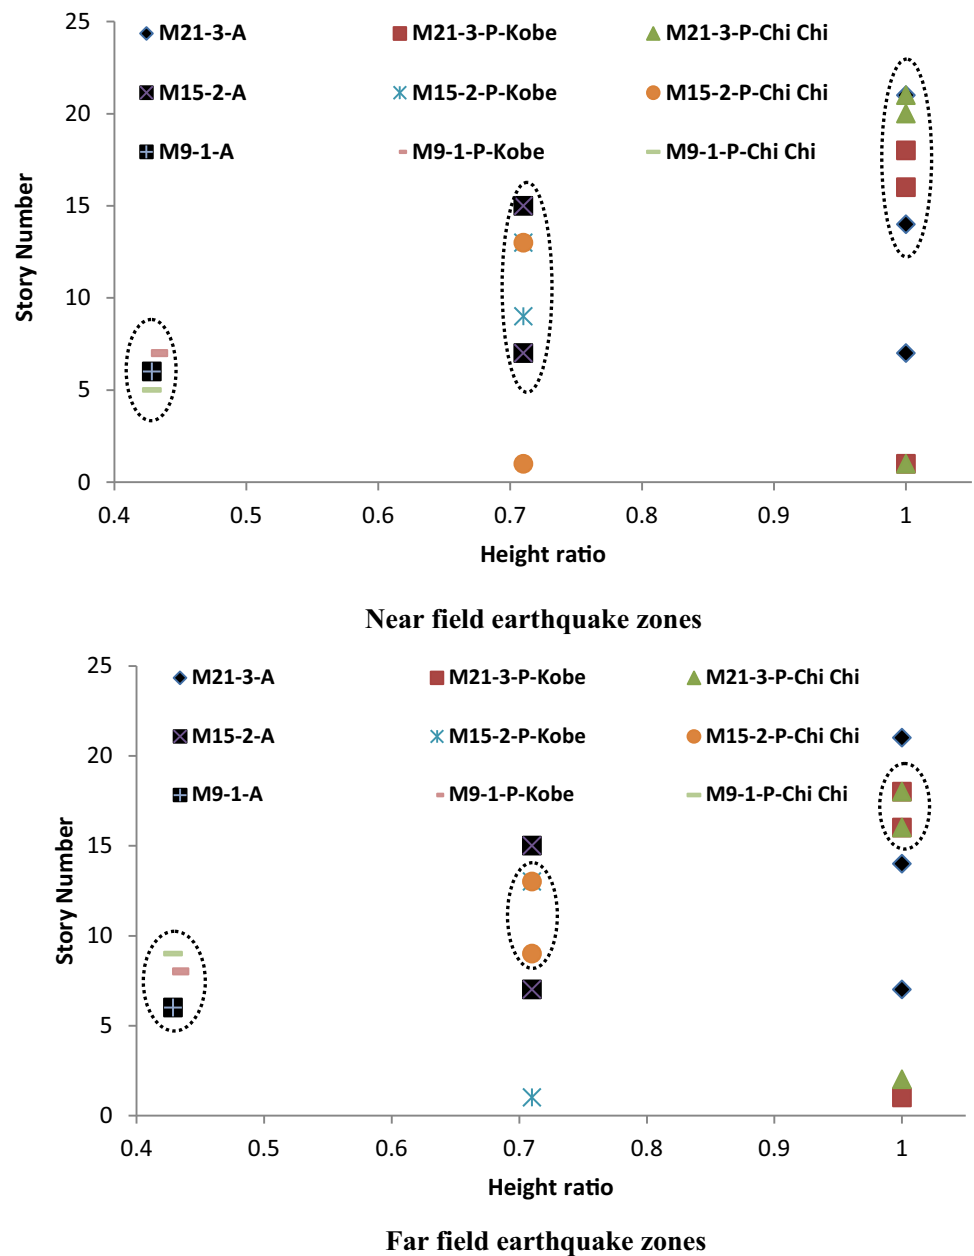 25
M21-3-A M21-3-P-Kobe M21-3-P-Chi Chi
20
M15-2-A M15-2-P-Kobe M15-2-P-Chi Chi
M9-1-A M9-1-P-Kobe M9-1-P-Chi Chi
15
Story Number
10
5
0
0.4 0.5 0.6 0.7 0.8 0.9 1
Height ratio
Near field earthquake zones
25
M21-3-A M21-3-P-Kobe M21-3-P-Chi Chi
20
M15-2-A M15-2-P-Kobe M15-2-P-Chi Chi
M9-1-A M9-1-P-Kobe M9-1-P-Chi Chi
15
Story Number
10
5
0
0.4 0.5 0.6 0.7 0.8 0.9 1
Height ratio
Far field earthquake zones